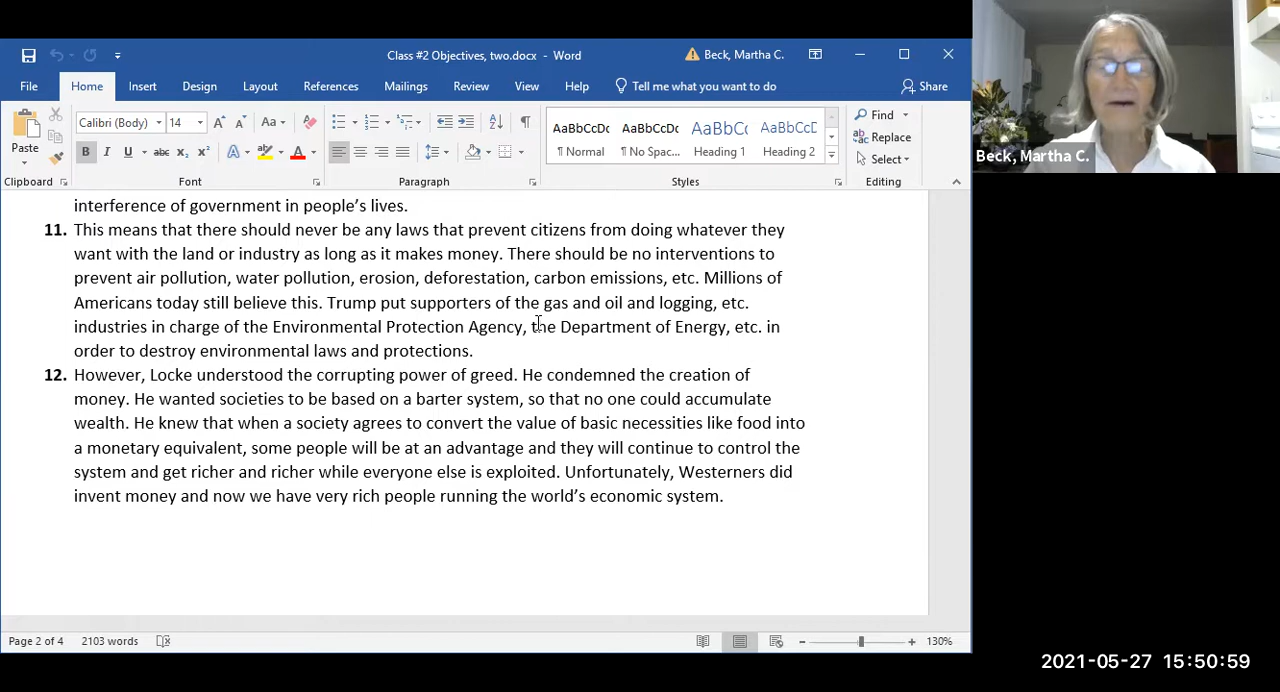 Class #2 Objectives, two.docx - Word
Beck, Martha C.
File Home Insert Design Layout References Mailings Review View Help Tell me what you want to do Share
Paste
Calibri (Body) 14
A A Aa A
B I U abc x₂ x² A A
AaBbCcDc AaBbCcDc AaBbCc AaBbCcD
¶ Normal ¶ No Spac... Heading 1 Heading 2
Find
Replace
Select
Clipboard Font Paragraph Styles Editing
interference of government in people's lives.
11. This means that there should never be any laws that prevent citizens from doing whatever they
want with the land or industry as long as it makes money. There should be no interventions to
prevent air pollution, water pollution, erosion, deforestation, carbon emissions, etc. Millions of
Americans today still believe this. Trump put supporters of the gas and oil and logging, etc.
industries in charge of the Environmental Protection Agency, the Department of Energy, etc. in
order to destroy environmental laws and protections.
12. However, Locke understood the corrupting power of greed. He condemned the creation of
money. He wanted societies to be based on a barter system, so that no one could accumulate
wealth. He knew that when a society agrees to convert the value of basic necessities like food into
a monetary equivalent, some people will be at an advantage and they will continue to control the
system and get richer and richer while everyone else is exploited. Unfortunately, Westerners did
invent money and now we have very rich people running the world's economic system.
Page 2 of 4 2103 words
130%
Beck, Martha C.
2021-05-27 15:50:59